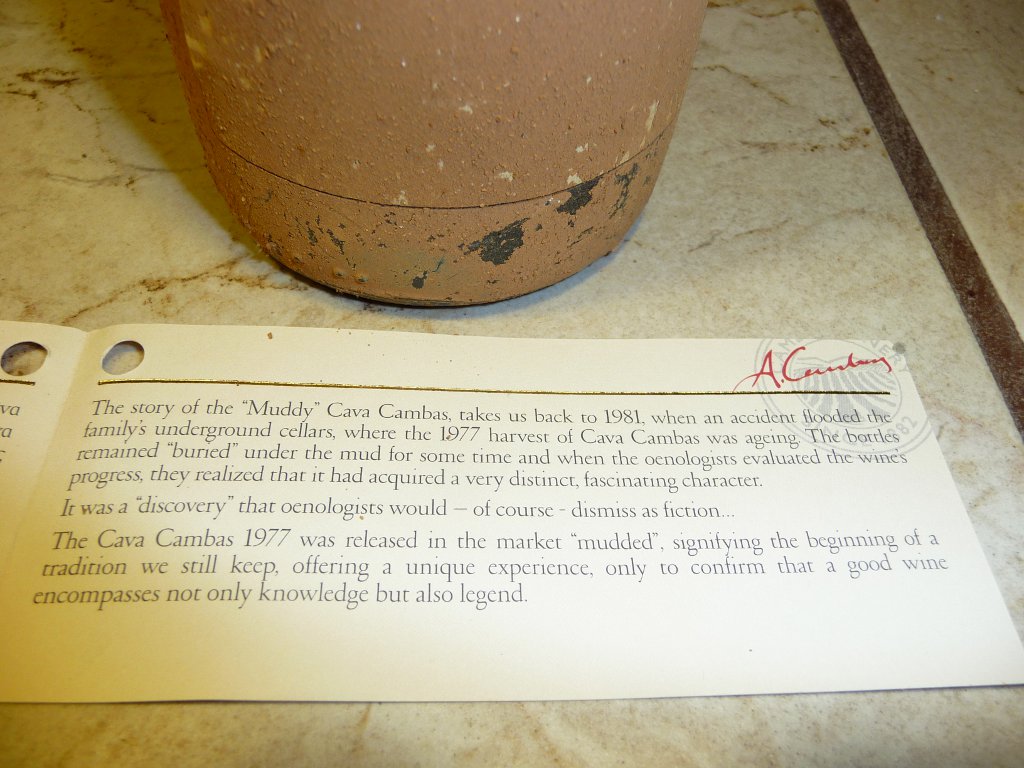 A. Cambas
The story of the “Muddy” Cava Cambas, takes us back to 1981, when an accident flooded the
family's underground cellars, where the 1977 harvest of Cava Cambas was ageing. The bottles
remained “buried” under the mud for some time and when the oenologists evaluated the wine's
progress, they realized that it had acquired a very distinct, fascinating character.
It was a “discovery” that oenologists would – of course - dismiss as fiction...
The Cava Cambas 1977 was released in the market “mudded”, signifying the beginning of a
tradition we still keep, offering a unique experience, only to confirm that a good wine
encompasses not only knowledge but also legend.